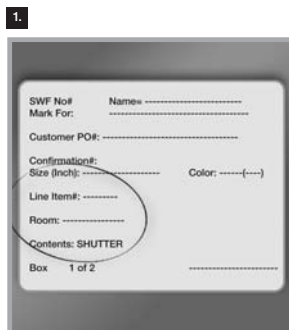 1.
SWF No# Name= -------------------------
Mark For: ------------------------------------
Customer PO#: -----------------------------------
Confirmation#:
Size (Inch): -------------------- Color: ------(----)
Line Item#: ---------
Room: ----------------
Contents: SHUTTER
Box 1 of 2 -----------------------